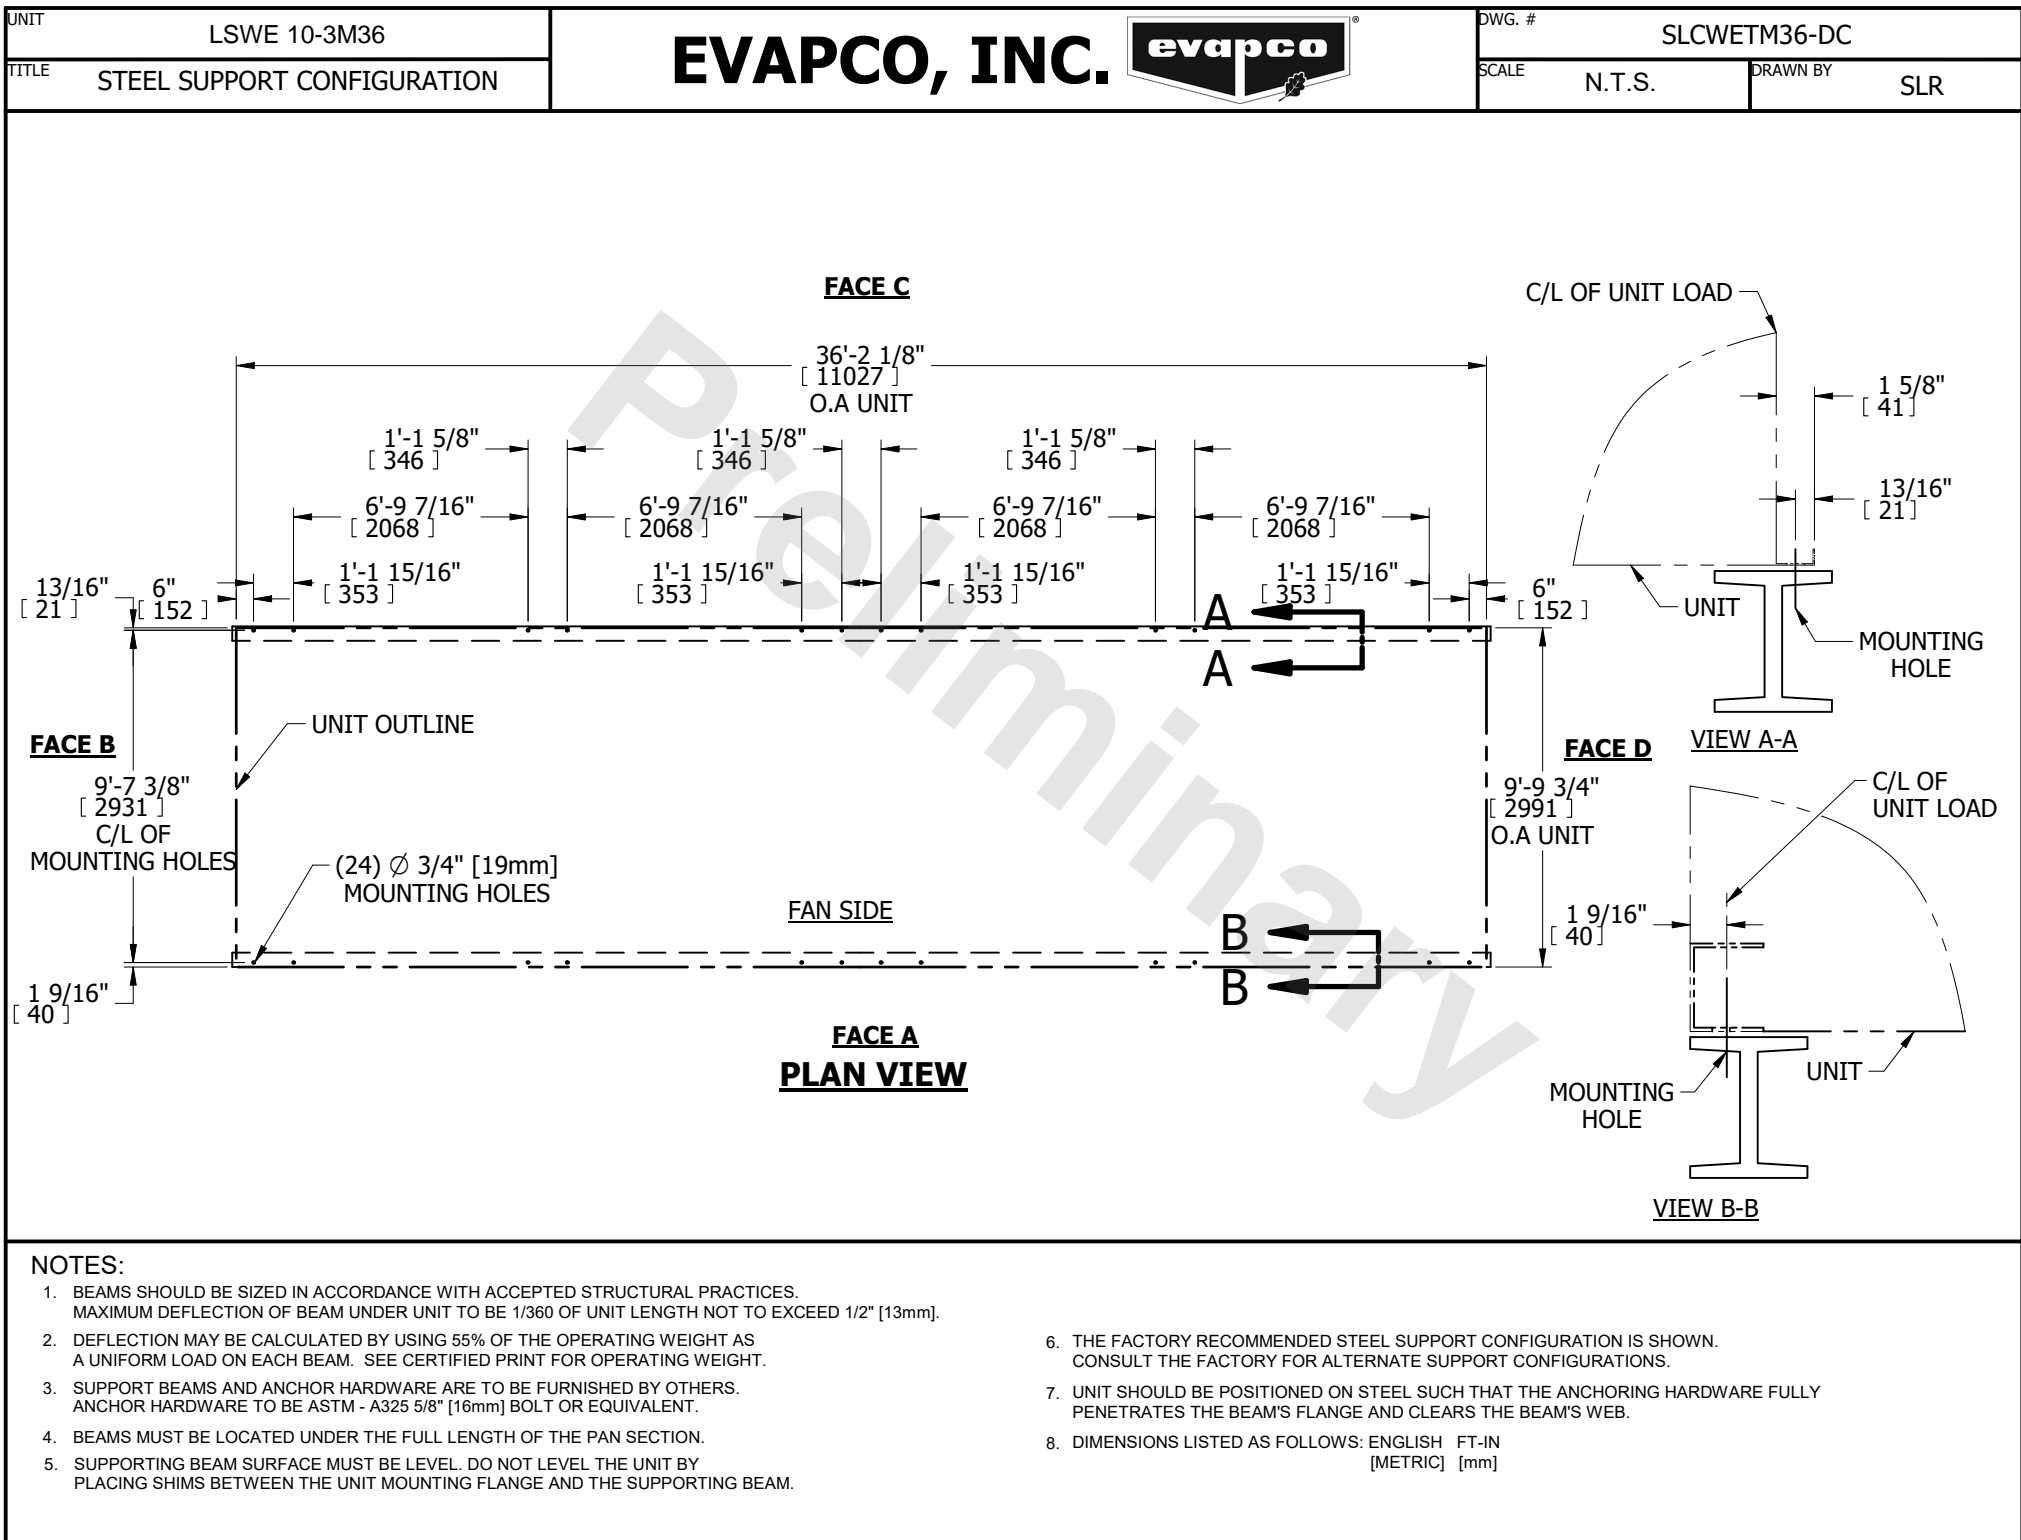 UNIT
LSWE 10-3M36
TITLE
STEEL SUPPORT CONFIGURATION
EVAPCO, INC.
evapco
®
DWG. #
SLCWETM36-DC
SCALE
N.T.S.
DRAWN BY
SLR
FACE C
36'-2 1/8"
[ 11027 ]
O.A UNIT
1'-1 5/8"
[ 346 ]
1'-1 5/8"
[ 346 ]
1'-1 5/8"
[ 346 ]
6'-9 7/16"
[ 2068 ]
6'-9 7/16"
[ 2068 ]
6'-9 7/16"
[ 2068 ]
6'-9 7/16"
[ 2068 ]
13/16"
[ 21 ]
6"
[ 152 ]
1'-1 15/16"
[ 353 ]
1'-1 15/16"
[ 353 ]
1'-1 15/16"
[ 353 ]
1'-1 15/16"
[ 353 ]
6"
[ 152 ]
A
A
UNIT OUTLINE
FACE B
9'-7 3/8"
[ 2931 ]
C/L OF
MOUNTING HOLES
(24) Ø 3/4" [19mm]
MOUNTING HOLES
FAN SIDE
B
B
1 9/16"
[ 40 ]
FACE D
9'-9 3/4"
[ 2991 ]
O.A UNIT
FACE A
PLAN VIEW
Preliminary
C/L OF UNIT LOAD
1 5/8"
[ 41 ]
13/16"
[ 21 ]
UNIT
MOUNTING
HOLE
VIEW A-A
C/L OF
UNIT LOAD
1 9/16"
[ 40 ]
UNIT
MOUNTING
HOLE
VIEW B-B
NOTES:
1. BEAMS SHOULD BE SIZED IN ACCORDANCE WITH ACCEPTED STRUCTURAL PRACTICES.
MAXIMUM DEFLECTION OF BEAM UNDER UNIT TO BE 1/360 OF UNIT LENGTH NOT TO EXCEED 1/2" [13mm].
2. DEFLECTION MAY BE CALCULATED BY USING 55% OF THE OPERATING WEIGHT AS
A UNIFORM LOAD ON EACH BEAM. SEE CERTIFIED PRINT FOR OPERATING WEIGHT.
3. SUPPORT BEAMS AND ANCHOR HARDWARE ARE TO BE FURNISHED BY OTHERS.
ANCHOR HARDWARE TO BE ASTM - A325 5/8" [16mm] BOLT OR EQUIVALENT.
4. BEAMS MUST BE LOCATED UNDER THE FULL LENGTH OF THE PAN SECTION.
5. SUPPORTING BEAM SURFACE MUST BE LEVEL. DO NOT LEVEL THE UNIT BY
PLACING SHIMS BETWEEN THE UNIT MOUNTING FLANGE AND THE SUPPORTING BEAM.
6. THE FACTORY RECOMMENDED STEEL SUPPORT CONFIGURATION IS SHOWN.
CONSULT THE FACTORY FOR ALTERNATE SUPPORT CONFIGURATIONS.
7. UNIT SHOULD BE POSITIONED ON STEEL SUCH THAT THE ANCHORING HARDWARE FULLY
PENETRATES THE BEAM'S FLANGE AND CLEARS THE BEAM'S WEB.
8. DIMENSIONS LISTED AS FOLLOWS: ENGLISH FT-IN
[METRIC] [mm]